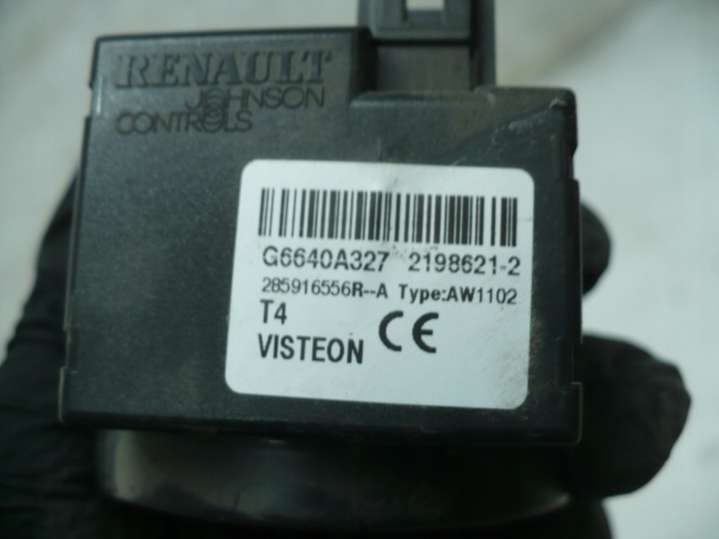 RENAULT
JOHNSON
CONTROLS
G6640A327 2198621-2
285916556R--A Type:AW1102
T4
VISTEON CE